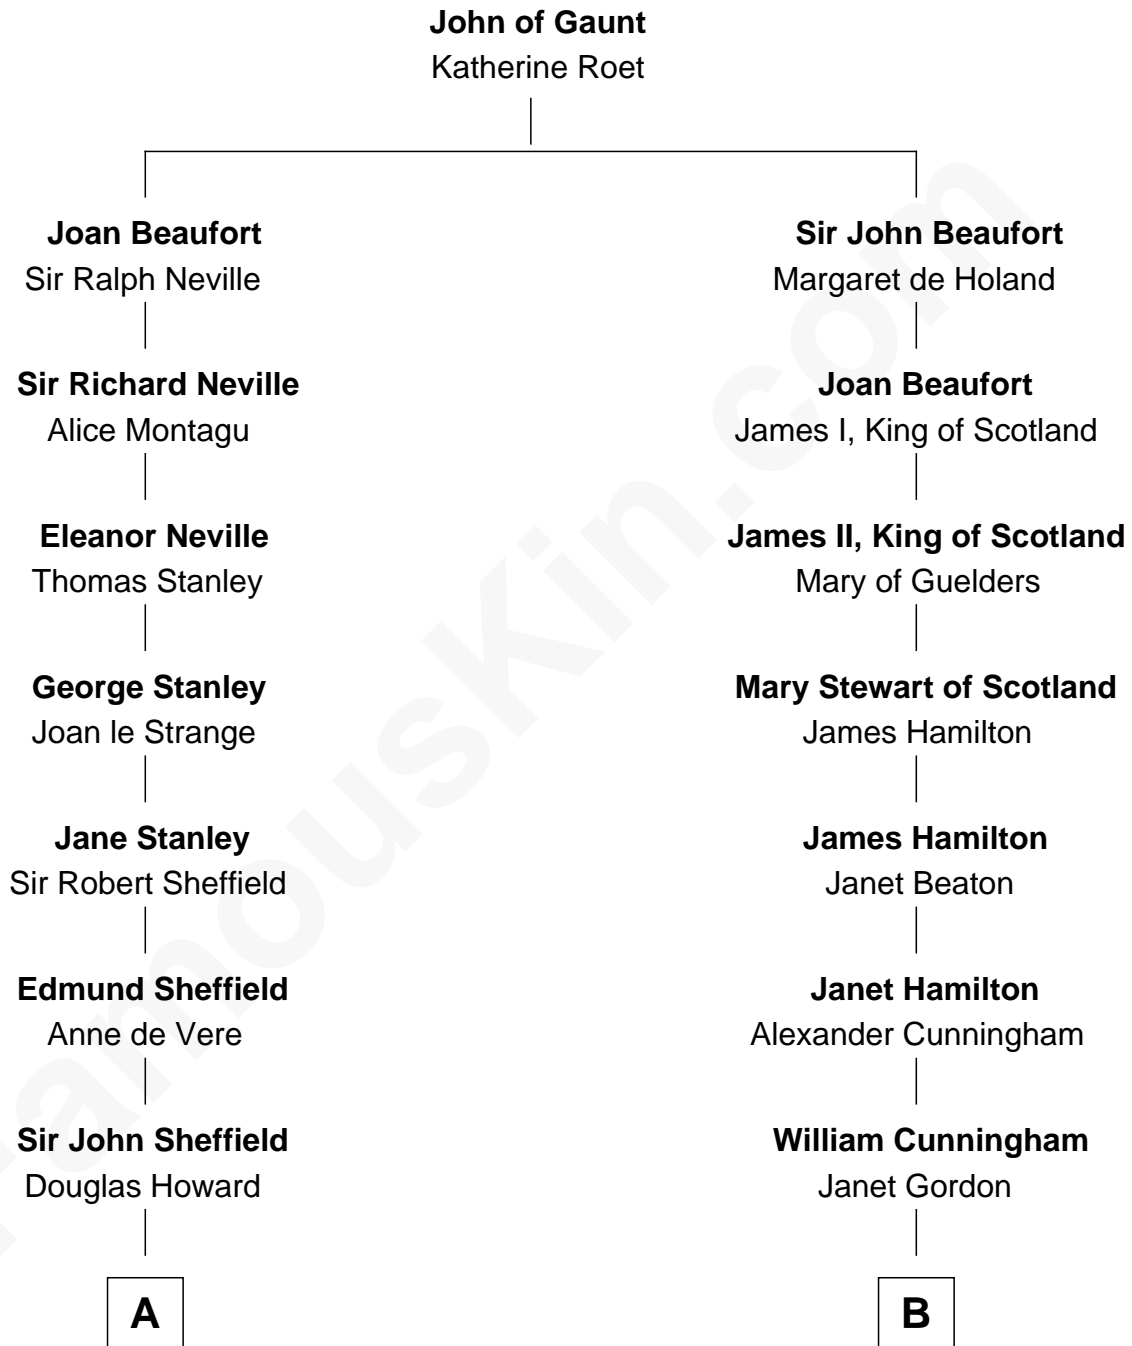 John of Gaunt
Katherine Roet
Joan Beaufort
Sir Ralph Neville
Sir Richard Neville
Alice Montagu
Eleanor Neville
Thomas Stanley
George Stanley
Joan le Strange
Jane Stanley
Sir Robert Sheffield
Edmund Sheffield
Anne de Vere
Sir John Sheffield
Douglas Howard
A
Sir John Beaufort
Margaret de Holand
Joan Beaufort
James I, King of Scotland
James II, King of Scotland
Mary of Guelders
Mary Stewart of Scotland
James Hamilton
James Hamilton
Janet Beaton
Janet Hamilton
Alexander Cunningham
William Cunningham
Janet Gordon
B
FamousKin.com